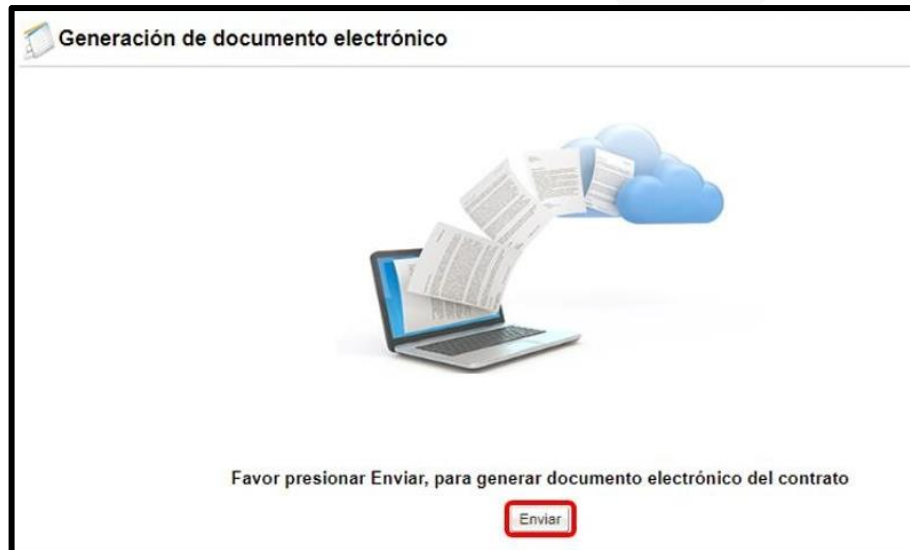 Generación de documento electrónico
Favor presionar Enviar, para generar documento electrónico del contrato
Enviar